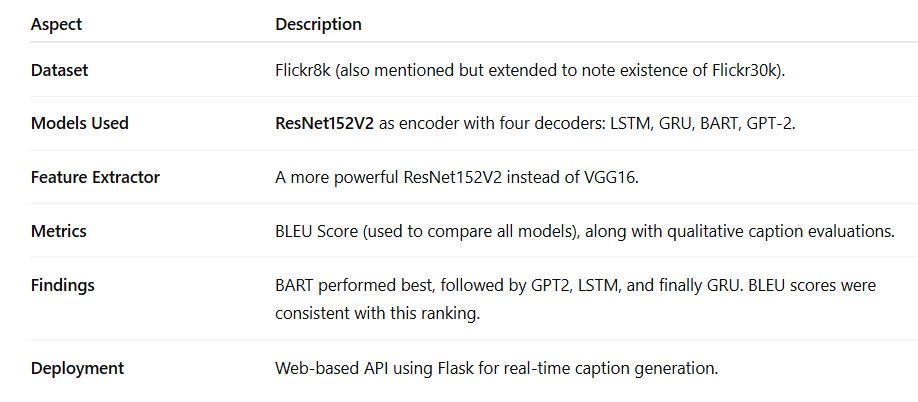 Aspect Description
Dataset Flickr8k (also mentioned but extended to note existence of Flickr30k).
Models Used ResNet152V2 as encoder with four decoders: LSTM, GRU, BART, GPT-2.
Feature Extractor A more powerful ResNet152V2 instead of VGG16.
Metrics BLEU Score (used to compare all models), along with qualitative caption evaluations.
Findings BART performed best, followed by GPT2, LSTM, and finally GRU. BLEU scores were
consistent with this ranking.
Deployment Web-based API using Flask for real-time caption generation.